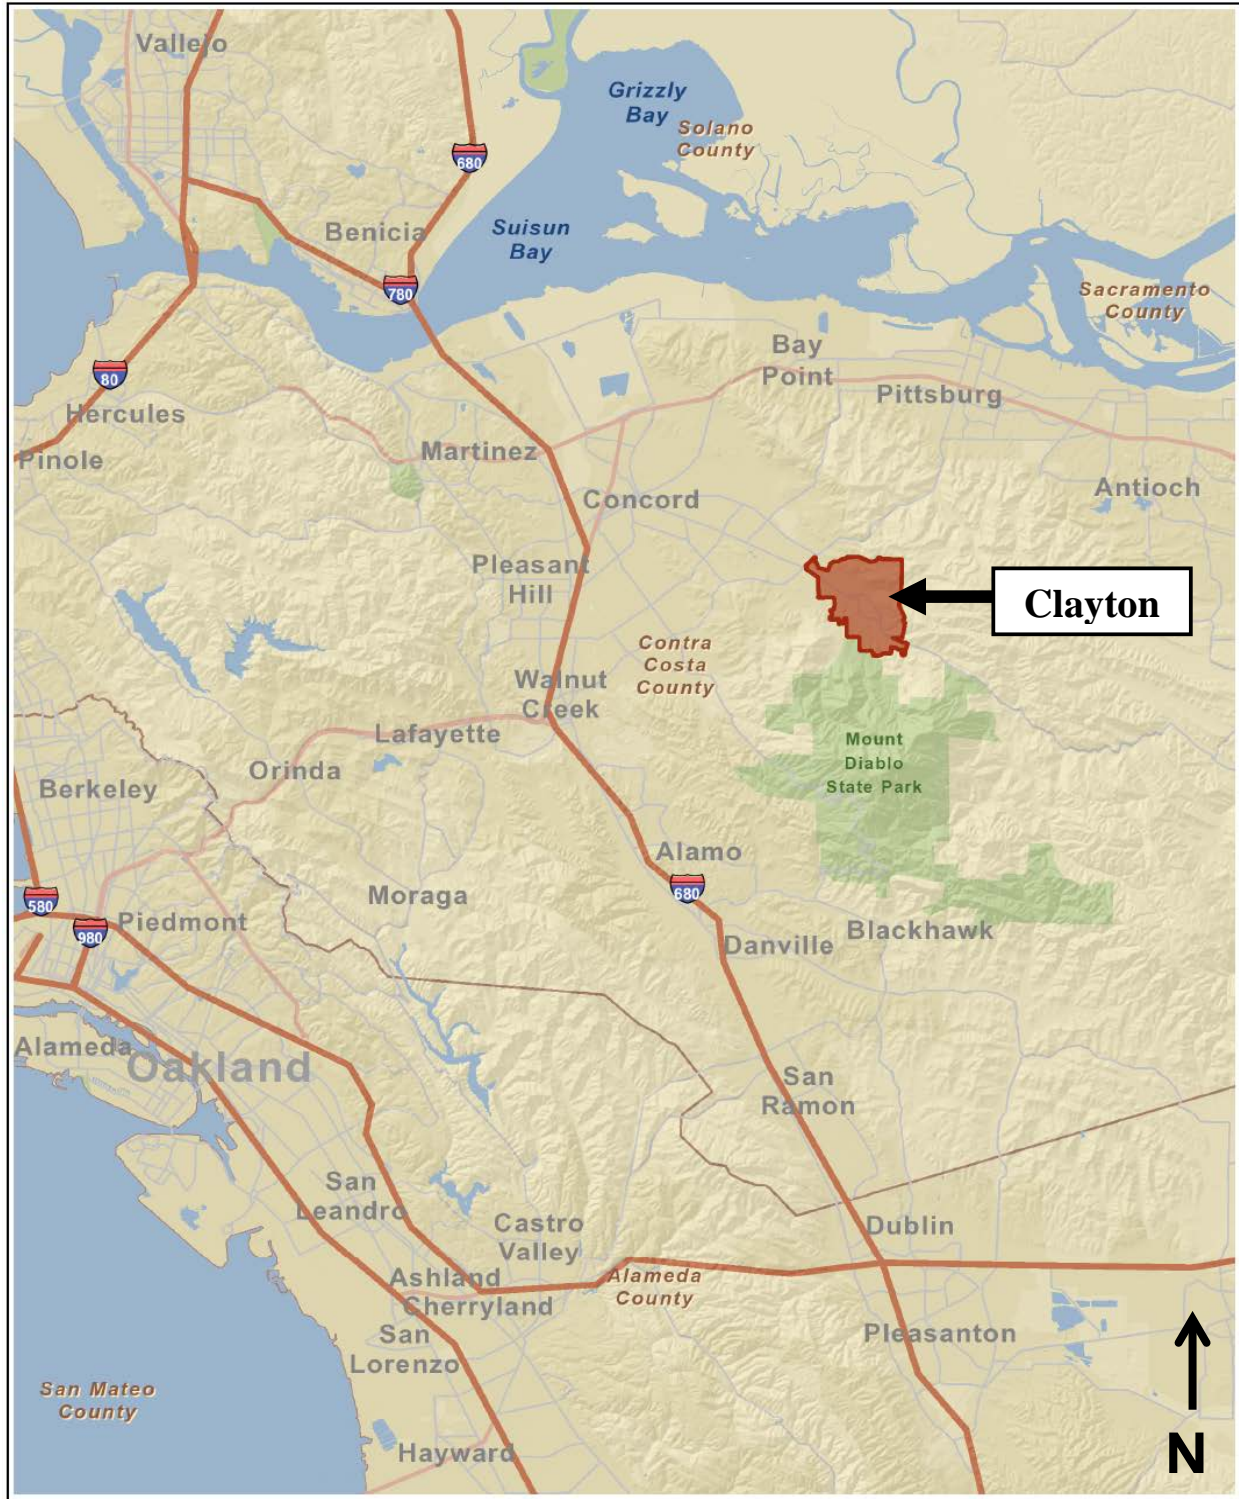 Vallejo
Grizzly
Bay
Solano
County
680
Benicia
Suisun
Bay
780
Sacramento
County
80
Bay
Point
Pittsburg
Hercules
Martinez
Pinole
Antioch
Concord
Pleasant
Hill
Clayton
Contra
Costa
County
Walnut
Creek
Lafayette
Mount
Diablo
State Park
Orinda
Berkeley
Alamo
680
Moraga
580
Piedmont
980
Blackhawk
Danville
Alameda
Oakland
San
Ramon
San
Leandro
Castro
Valley
Dublin
Ashland
Alameda
County
Cherryland
San
Lorenzo
Pleasanton
San Mateo
County
Hayward
N